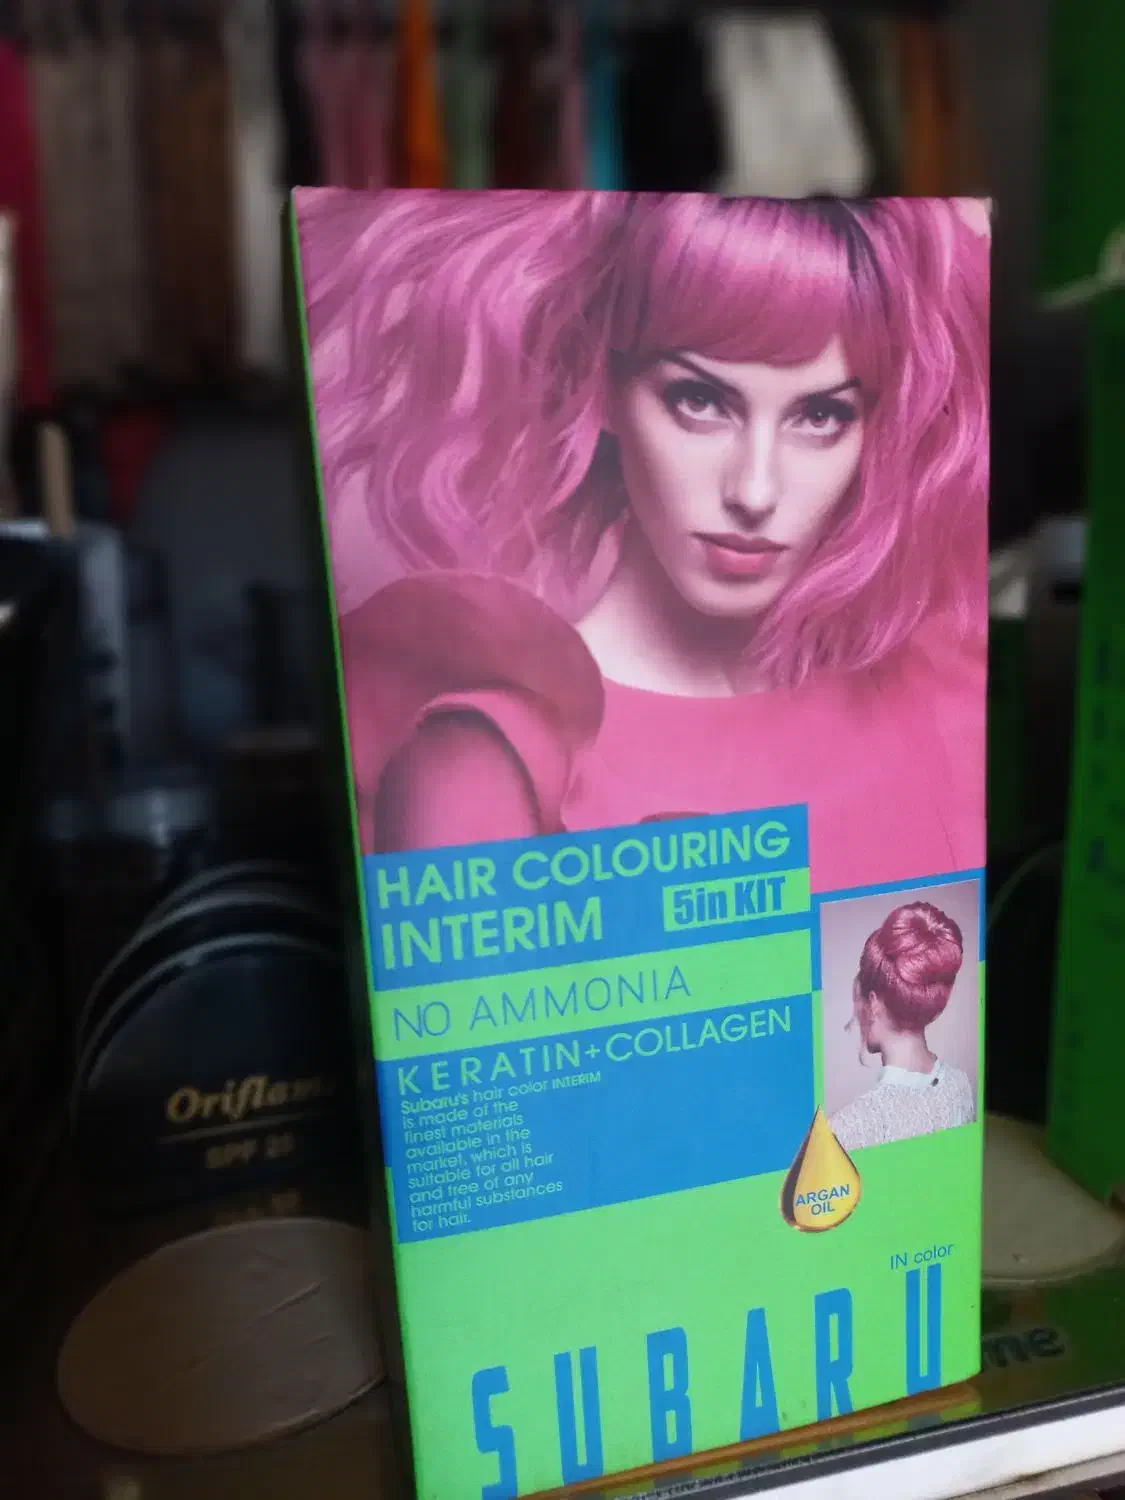 HAIR COLOURING
INTERIM
5in KIT
NO AMMONIA
KERATIN+COLLAGEN
Subaru's hair color INTERIM
is made of the
finest materials
available in the
market, which is
suitable for all hair
and free of any
harmful substances
for hair.
ARGAN
OIL
IN color
SUBARU
Oriflame
SPF 25
me